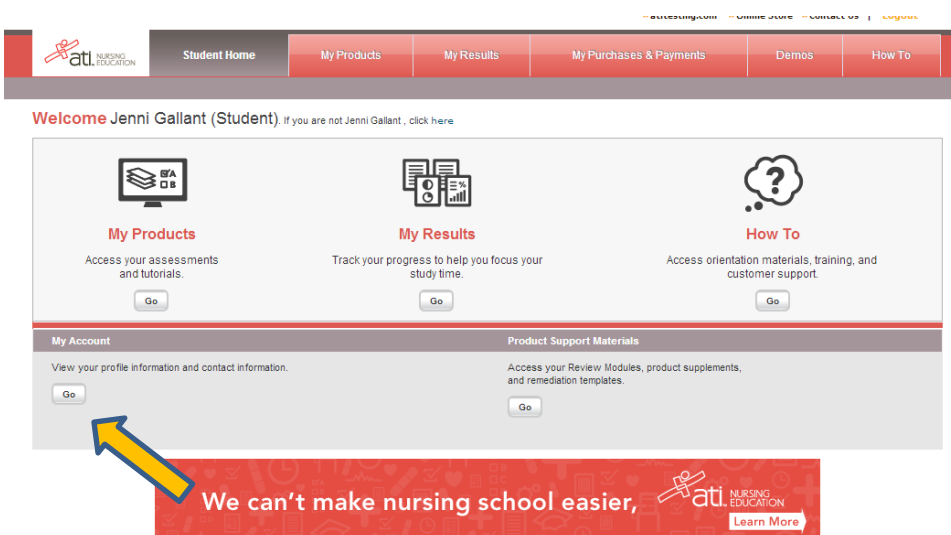 atitesting.com Online Store Contact Us | Logout
ati. NURSING EDUCATION
Student Home My Products My Results My Purchases & Payments Demos How To
Welcome Jenni Gallant (Student). If you are not Jenni Gallant , click here
My Products
Access your assessments
and tutorials.
Go
My Results
Track your progress to help you focus your
study time.
Go
How To
Access orientation materials, training, and
customer support.
Go
My Account
View your profile information and contact information.
Go
Product Support Materials
Access your Review Modules, product supplements,
and remediation templates.
Go
We can't make nursing school easier,
ati. NURSING EDUCATION
Learn More